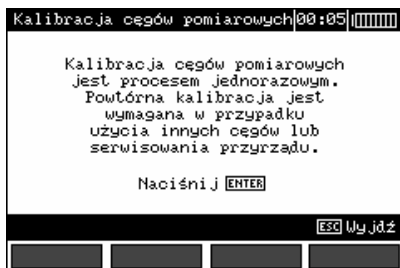 Kalibracja cęgów pomiarowych 00:05
Kalibracja cęgów pomiarowych
jest procesem jednorazowym.
Powtórna kalibracja jest
wymagana w przypadku
użycia innych cęgów lub
serwisowania przyrządu.
Naciśnij ENTER
ESC Wyjdź